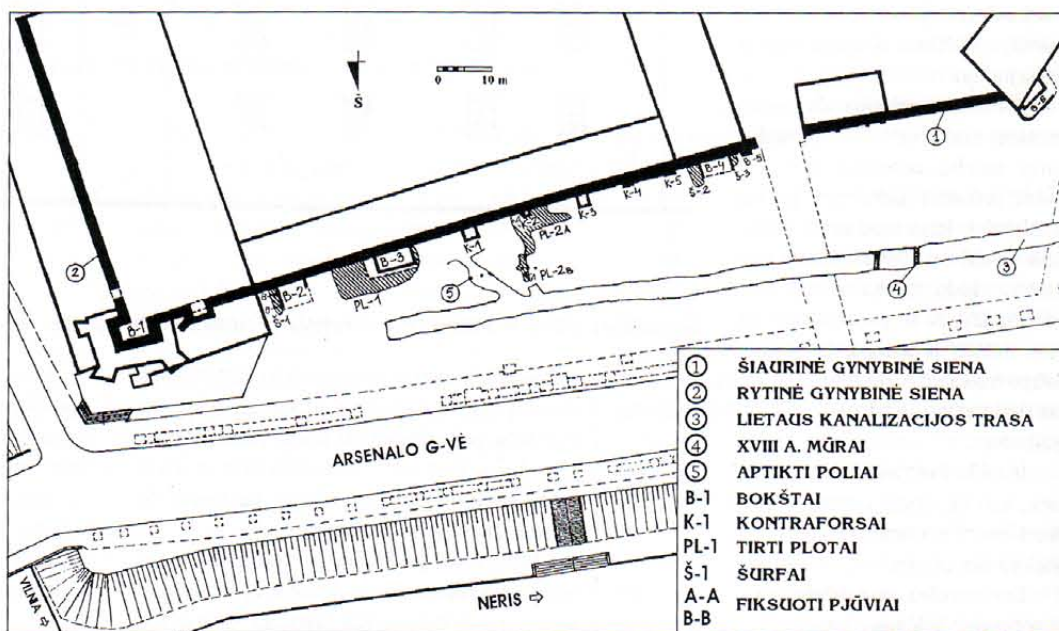 Š
0 10 m
①
B-6
B-5
B-4
Š-3
Š-2
K-5
K-4
K-3
K-2
PL-2A
K-1
PL-2B
B-3
PL-1
⑤
④
③
②
B-2
Š-1
B-1
ARSENALO G-VĖ
VILNIA ⇨
NERIS ⇨
① ŠIAURINĖ GYNYBINĖ SIENA
② RYTINĖ GYNYBINĖ SIENA
③ LIETAUS KANALIZACIJOS TRASA
④ XVIII A. MŪRAI
⑤ APTIKTI POLIAI
B-1 BOKŠTAI
K-1 KONTRAFORSAI
PL-1 TIRTI PLOTAI
Š-1 ŠURFAI
A-A
B-B FIKSUOTI PJŪVIAI